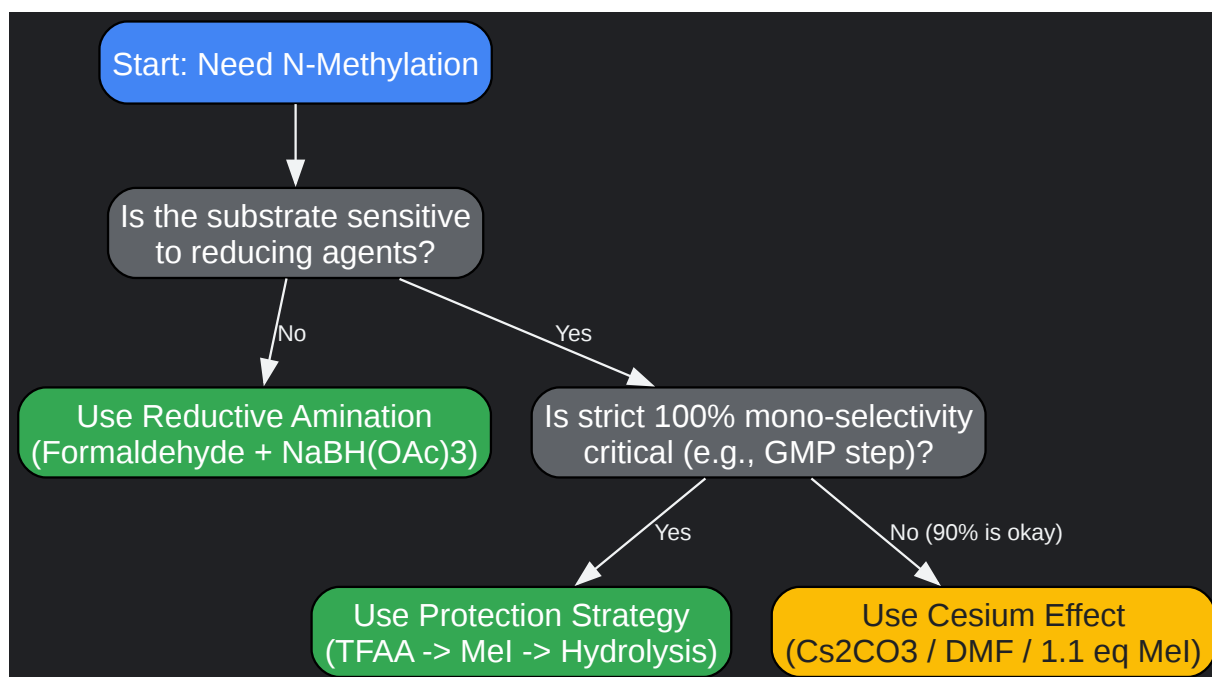 Start: Need N-Methylation
Is the substrate sensitive
to reducing agents?
No
Yes
Use Reductive Amination
(Formaldehyde + NaBH(OAc)3)
Is strict 100% mono-selectivity
critical (e.g., GMP step)?
Yes
No (90% is okay)
Use Protection Strategy
(TFAA -> MeI -> Hydrolysis)
Use Cesium Effect
(Cs2CO3 / DMF / 1.1 eq MeI)